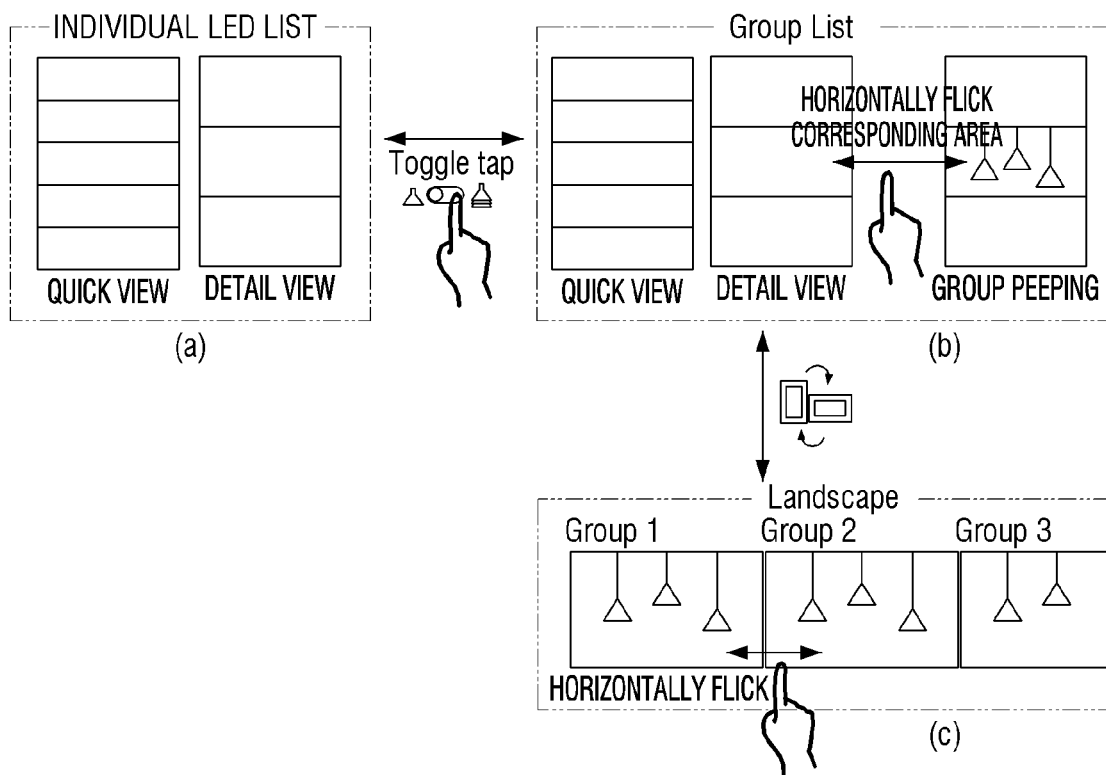 INDIVIDUAL LED LIST
QUICK VIEW
DETAIL VIEW
(a)
Toggle tap
Group List
HORIZONTALLY FLICK
CORRESPONDING AREA
QUICK VIEW
DETAIL VIEW
GROUP PEEPING
(b)
Landscape
Group 1
Group 2
Group 3
HORIZONTALLY FLICK
(c)